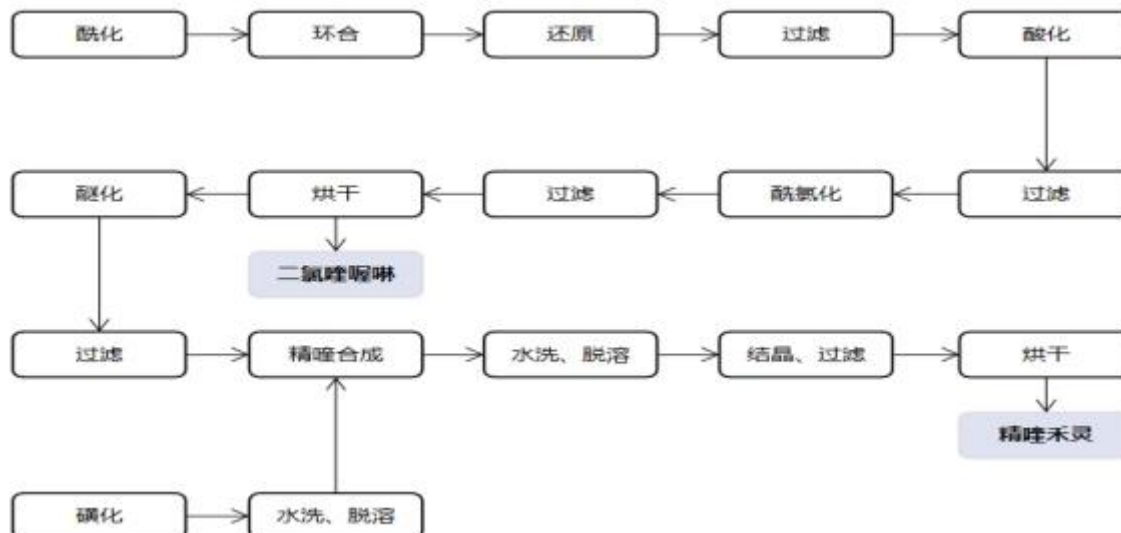 酰化
环合
还原
过滤
酸化
醚化
烘干
过滤
酰氯化
过滤
二氯喹喔啉
过滤
精喹合成
水洗、脱溶
结晶、过滤
烘干
精喹禾灵
磺化
水洗、脱溶